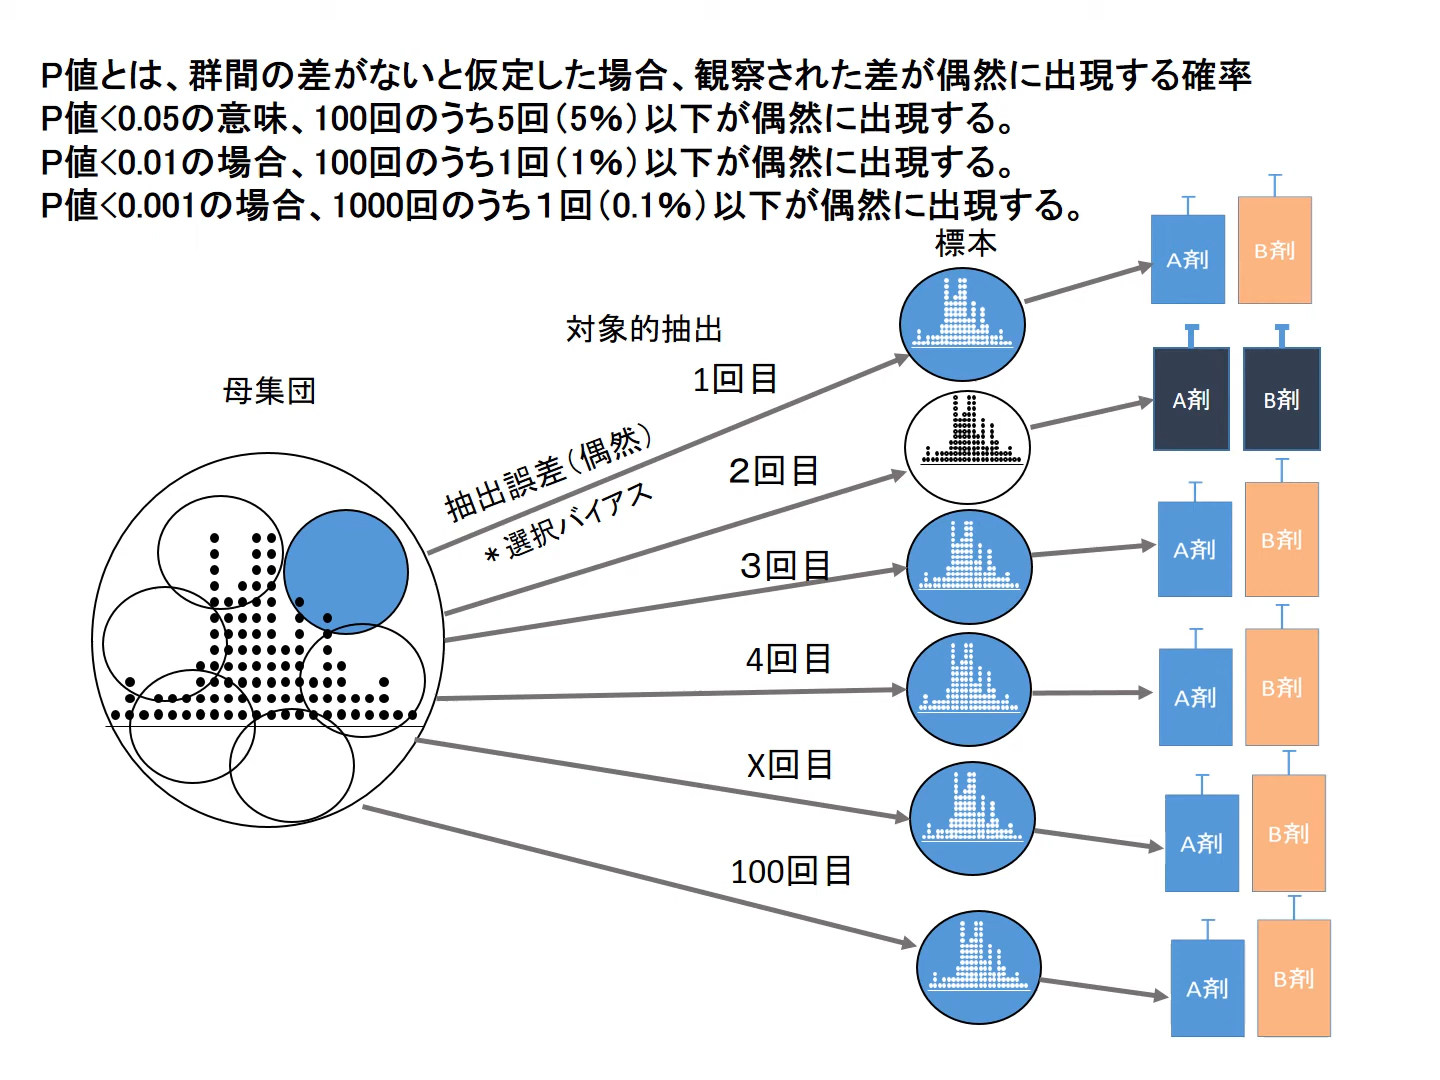 P値とは、群間の差がないと仮定した場合、観察された差が偶然に出現する確率
P値<0.05の意味、100回のうち5回（5%）以下が偶然に出現する。
P値<0.01の場合、100回のうち1回（1%）以下が偶然に出現する。
P値<0.001の場合、1000回のうち１回（0.1%）以下が偶然に出現する。
標本
対象的抽出
母集団
抽出誤差（偶然）
＊選択バイアス
1回目
A剤
B剤
２回目
A剤
B剤
３回目
A剤
B剤
4回目
A剤
B剤
X回目
A剤
B剤
100回目
A剤
B剤